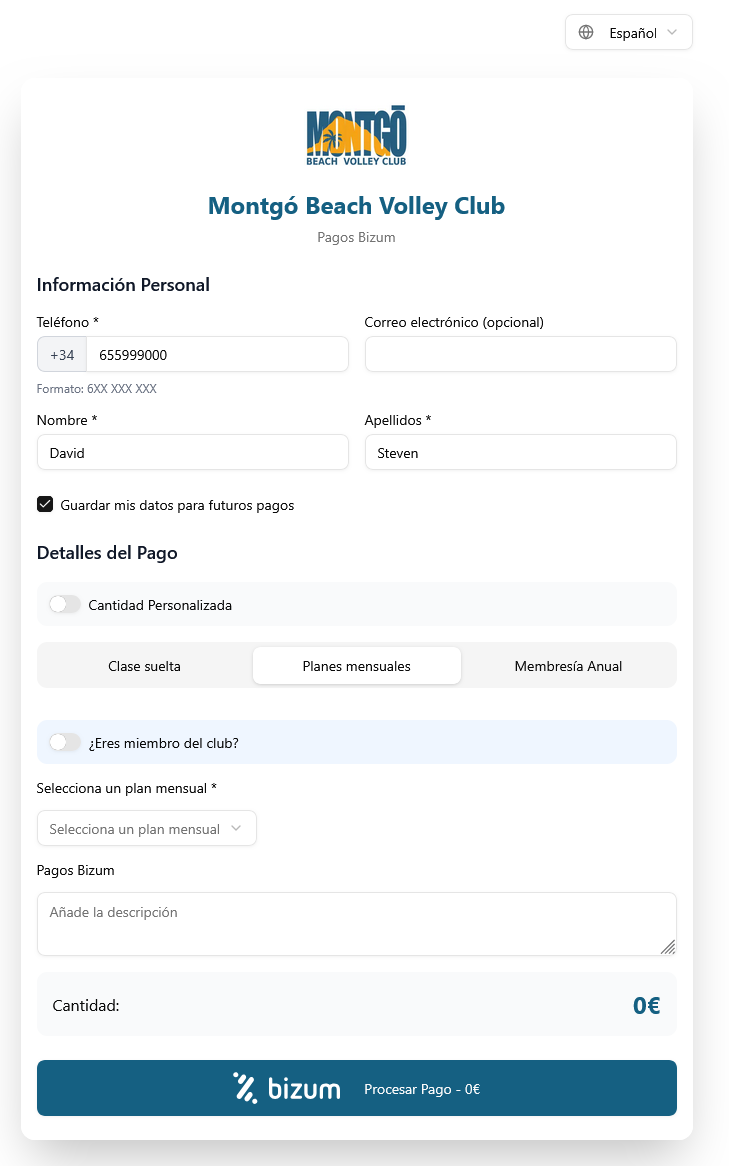 Español
MONTGŌ
BEACH VOLLEY CLUB
Montgó Beach Volley Club
Pagos Bizum
Información Personal
Teléfono *
Correo electrónico (opcional)
+34 655999000
Formato: 6XX XXX XXX
Nombre *
Apellidos *
David
Steven
Guardar mis datos para futuros pagos
Detalles del Pago
Cantidad Personalizada
Clase suelta
Planes mensuales
Membresía Anual
¿Eres miembro del club?
Selecciona un plan mensual *
Selecciona un plan mensual
Pagos Bizum
Añade la descripción
Cantidad: 0€
bizum Procesar Pago - 0€